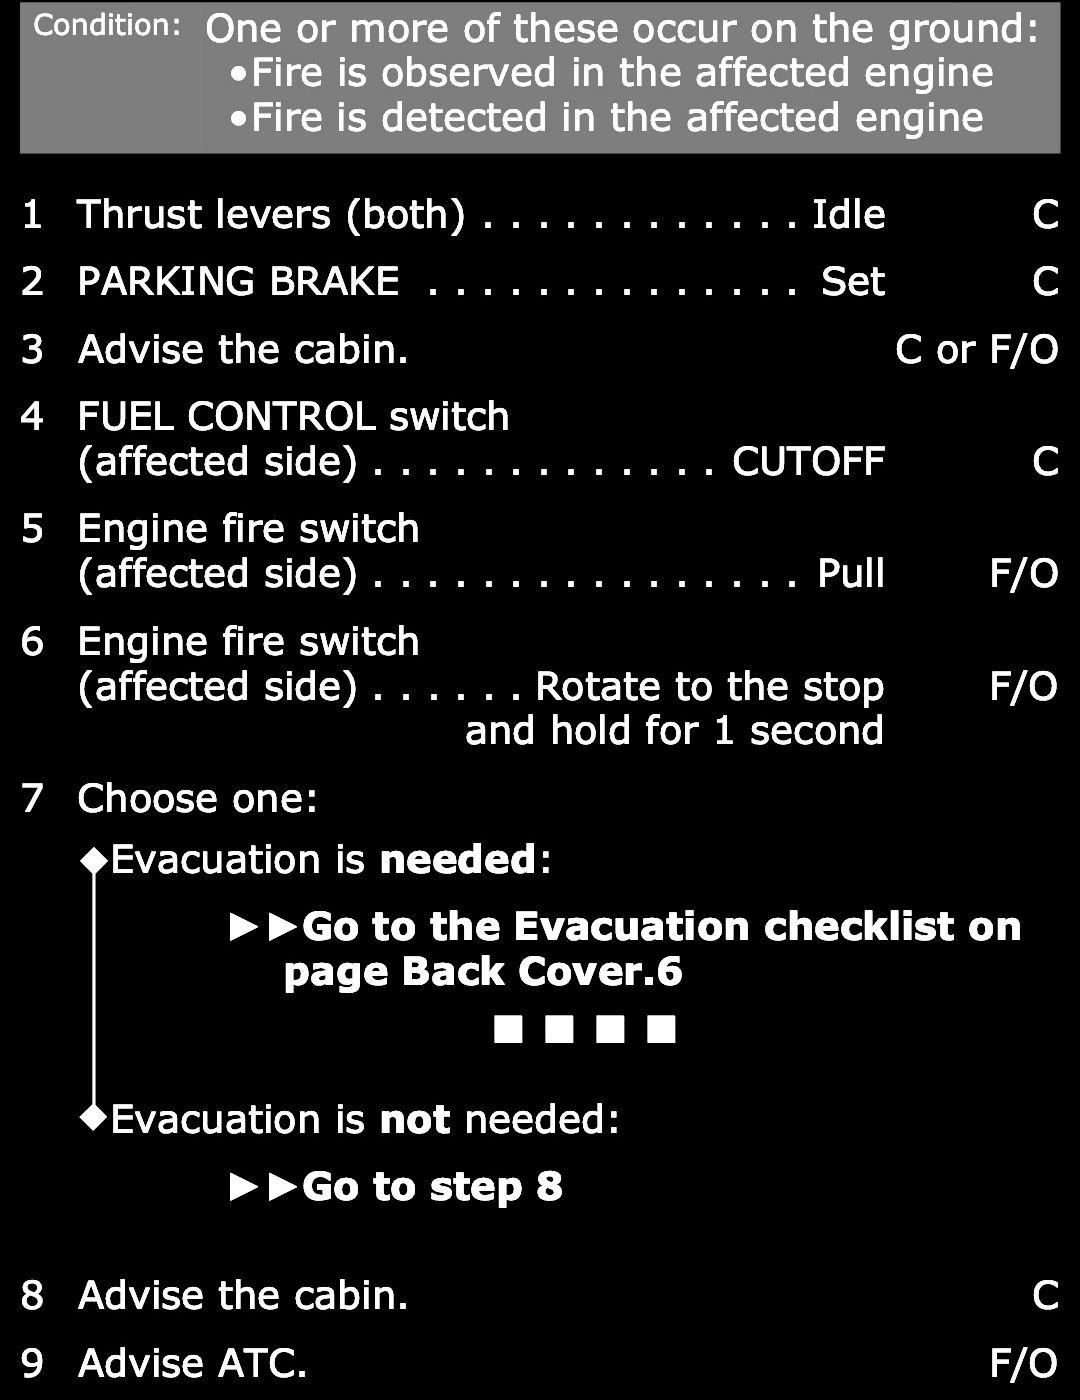 Condition: One or more of these occur on the ground:
•Fire is observed in the affected engine
•Fire is detected in the affected engine
1 Thrust levers (both) . . . . . . . . . . . . Idle C
2 PARKING BRAKE . . . . . . . . . . . . . . Set C
3 Advise the cabin. C or F/O
4 FUEL CONTROL switch
(affected side) . . . . . . . . . . . . . CUTOFF C
5 Engine fire switch
(affected side) . . . . . . . . . . . . . . . . Pull F/O
6 Engine fire switch
(affected side) . . . . . . Rotate to the stop F/O
and hold for 1 second
7 Choose one:
◆Evacuation is needed:
▶▶Go to the Evacuation checklist on
page Back Cover.6
■ ■ ■ ■
◆Evacuation is not needed:
▶▶Go to step 8
8 Advise the cabin. C
9 Advise ATC. F/O